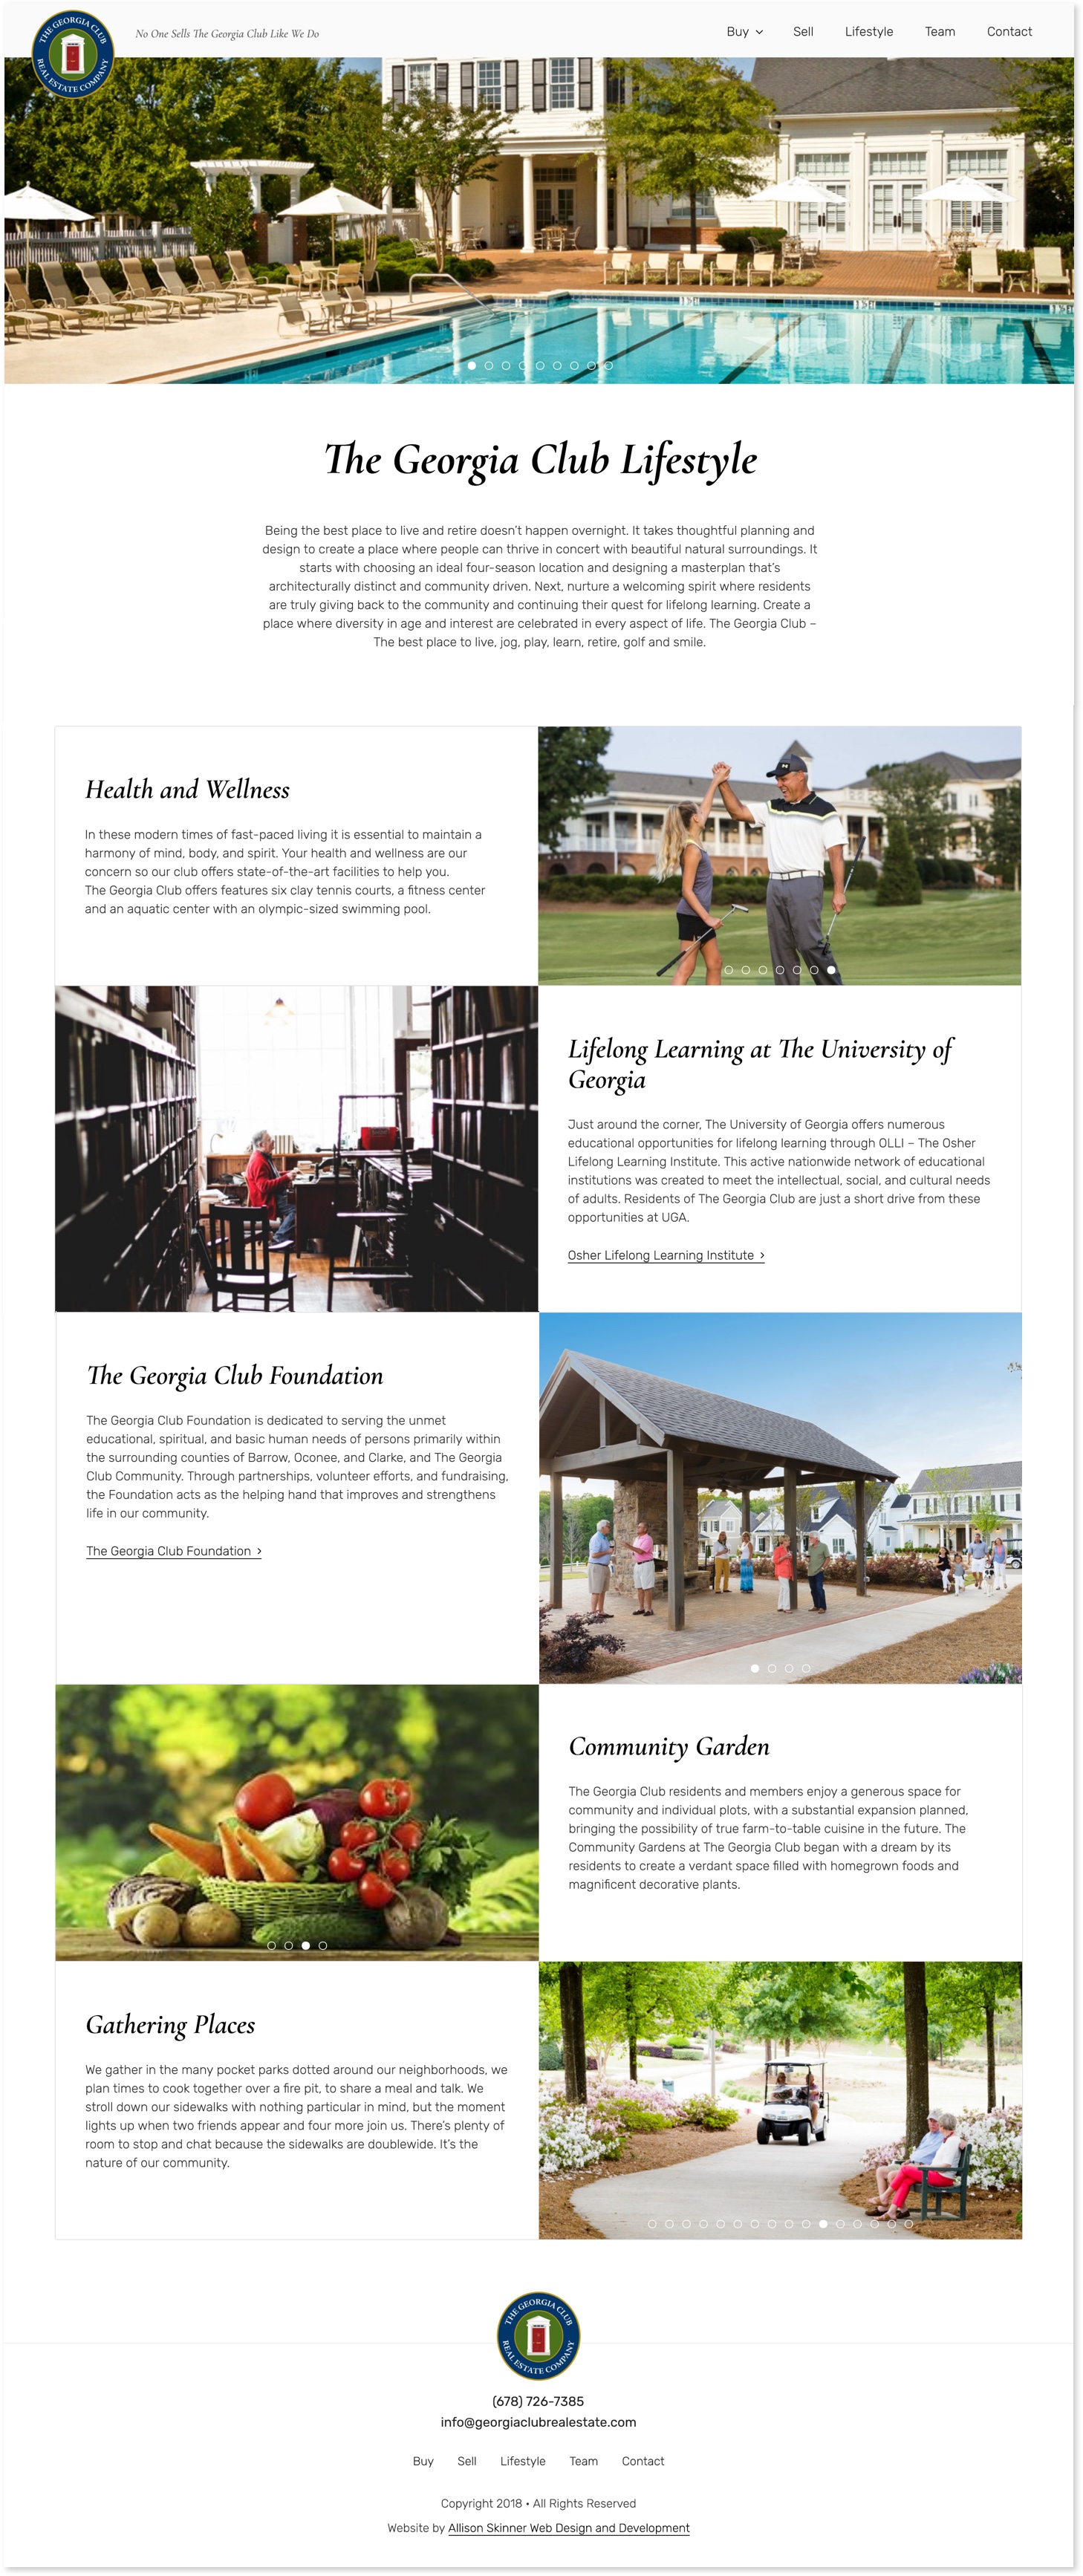 THE GEORGIA CLUB
REAL ESTATE COMPANY
No One Sells The Georgia Club Like We Do
Buy Sell Lifestyle Team Contact
The Georgia Club Lifestyle
Being the best place to live and retire doesn't happen overnight. It takes thoughtful planning and
design to create a place where people can thrive in concert with beautiful natural surroundings. It
starts with choosing an ideal four-season location and designing a masterplan that's
architecturally distinct and community driven. Next, nurture a welcoming spirit where residents
are truly giving back to the community and continuing their quest for lifelong learning. Create a
place where diversity in age and interest are celebrated in every aspect of life. The Georgia Club –
The best place to live, jog, play, learn, retire, golf and smile.
Health and Wellness
In these modern times of fast-paced living it is essential to maintain a
harmony of mind, body, and spirit. Your health and wellness are our
concern so our club offers state-of-the-art facilities to help you.
The Georgia Club offers features six clay tennis courts, a fitness center
and an aquatic center with an olympic-sized swimming pool.
Lifelong Learning at The University of
Georgia
Just around the corner, The University of Georgia offers numerous
educational opportunities for lifelong learning through OLLI – The Osher
Lifelong Learning Institute. This active nationwide network of educational
institutions was created to meet the intellectual, social, and cultural needs
of adults. Residents of The Georgia Club are just a short drive from these
opportunities at UGA.
Osher Lifelong Learning Institute ›
The Georgia Club Foundation
The Georgia Club Foundation is dedicated to serving the unmet
educational, spiritual, and basic human needs of persons primarily within
the surrounding counties of Barrow, Oconee, and Clarke, and The Georgia
Club Community. Through partnerships, volunteer efforts, and fundraising,
the Foundation acts as the helping hand that improves and strengthens
life in our community.
The Georgia Club Foundation ›
Community Garden
The Georgia Club residents and members enjoy a generous space for
community and individual plots, with a substantial expansion planned,
bringing the possibility of true farm-to-table cuisine in the future. The
Community Gardens at The Georgia Club began with a dream by its
residents to create a verdant space filled with homegrown foods and
magnificent decorative plants.
Gathering Places
We gather in the many pocket parks dotted around our neighborhoods, we
plan times to cook together over a fire pit, to share a meal and talk. We
stroll down our sidewalks with nothing particular in mind, but the moment
lights up when two friends appear and four more join us. There's plenty of
room to stop and chat because the sidewalks are doublewide. It's the
nature of our community.
THE GEORGIA CLUB
REAL ESTATE COMPANY
(678) 726-7385
info@georgiaclubrealestate.com
Buy Sell Lifestyle Team Contact
Copyright 2018 • All Rights Reserved
Website by Allison Skinner Web Design and Development